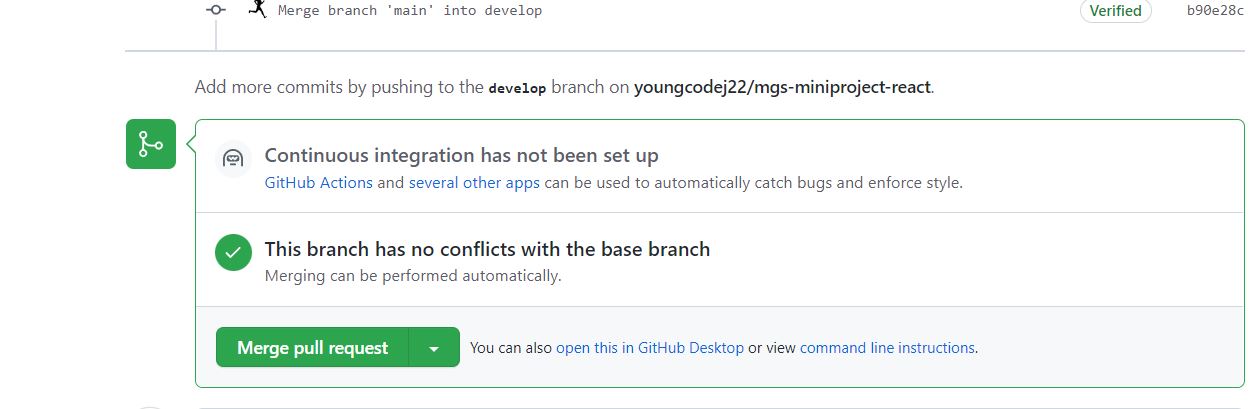 Merge branch 'main' into develop Verified b90e28c
Add more commits by pushing to the develop branch on youngcodej22/mgs-miniproject-react.
Continuous integration has not been set up
GitHub Actions and several other apps can be used to automatically catch bugs and enforce style.
This branch has no conflicts with the base branch
Merging can be performed automatically.
Merge pull request You can also open this in GitHub Desktop or view command line instructions.